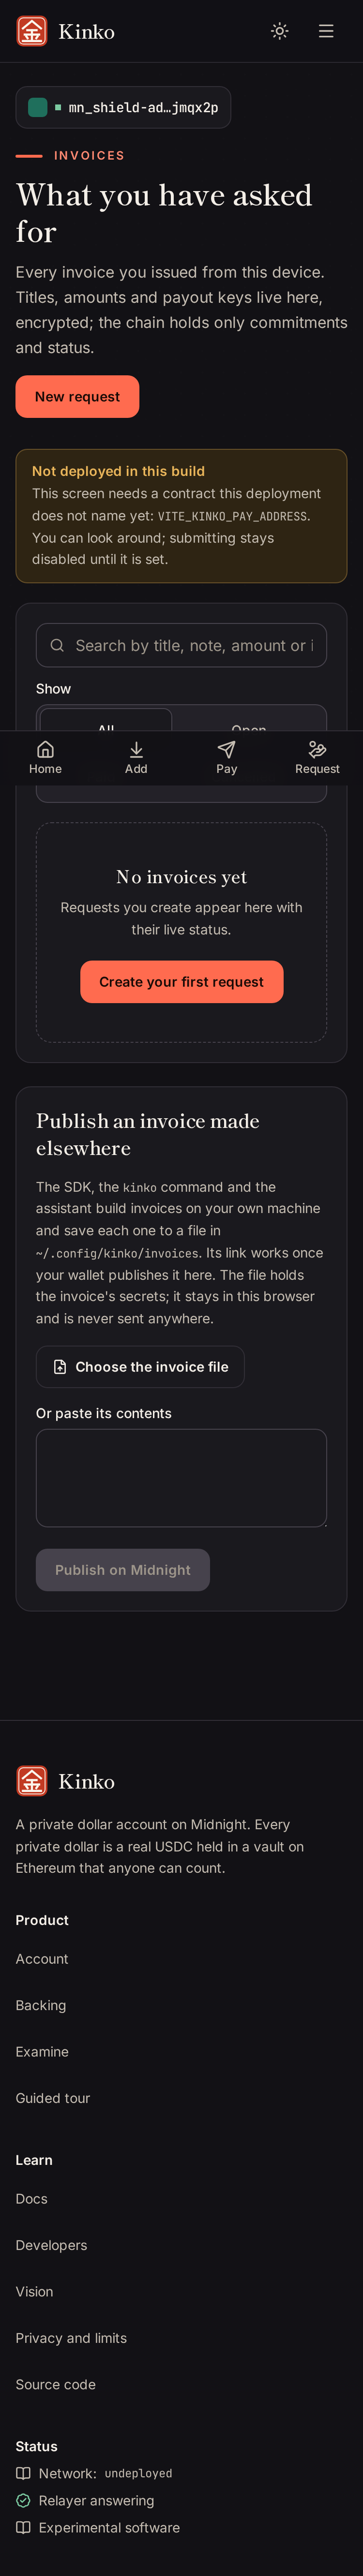 金 Kinko
mn_shield-ad…jmqx2p
INVOICES
What you have asked
for
Every invoice you issued from this device.
Titles, amounts and payout keys live here,
encrypted; the chain holds only commitments
and status.
New request
Not deployed in this build
This screen needs a contract this deployment
does not name yet: VITE_KINKO_PAY_ADDRESS.
You can look around; submitting stays
disabled until it is set.
Search by title, note, amount or i
Show
All Open
Home Add Pay Request
No invoices yet
Requests you create appear here with
their live status.
Create your first request
Publish an invoice made
elsewhere
The SDK, the kinko command and the
assistant build invoices on your own machine
and save each one to a file in
~/.config/kinko/invoices. Its link works once
your wallet publishes it here. The file holds
the invoice's secrets; it stays in this browser
and is never sent anywhere.
Choose the invoice file
Or paste its contents
Publish on Midnight
金 Kinko
A private dollar account on Midnight. Every
private dollar is a real USDC held in a vault on
Ethereum that anyone can count.
Product
Account
Backing
Examine
Guided tour
Learn
Docs
Developers
Vision
Privacy and limits
Source code
Status
Network: undeployed
Relayer answering
Experimental software